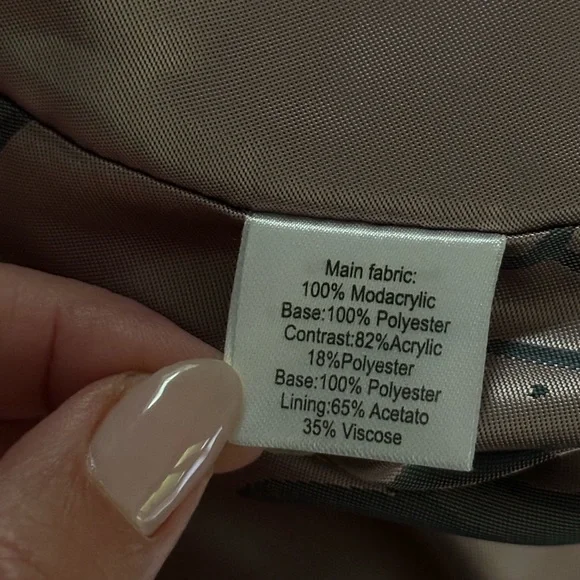 Main fabric:
100% Modacrylic
Base:100% Polyester
Contrast:82%Acrylic
18%Polyester
Base:100% Polyester
Lining:65% Acetato
35% Viscose